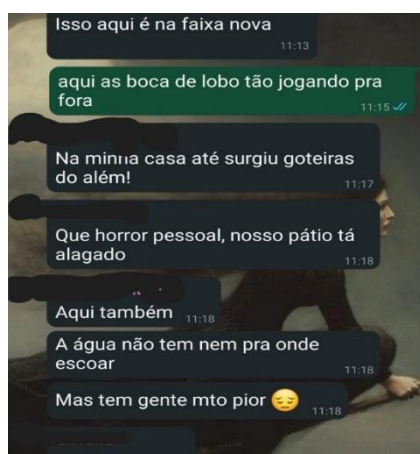 Isso aqui é na faixa nova
11:13
aqui as boca de lobo tão jogando pra
fora
11:15
Na minha casa até surgiu goteiras
do além!
11:17
Que horror pessoal, nosso pátio tá
alagado
11:18
Aqui também 11:18
A água não tem nem pra onde
escoar
11:18
Mas tem gente mto pior 😔 11:18